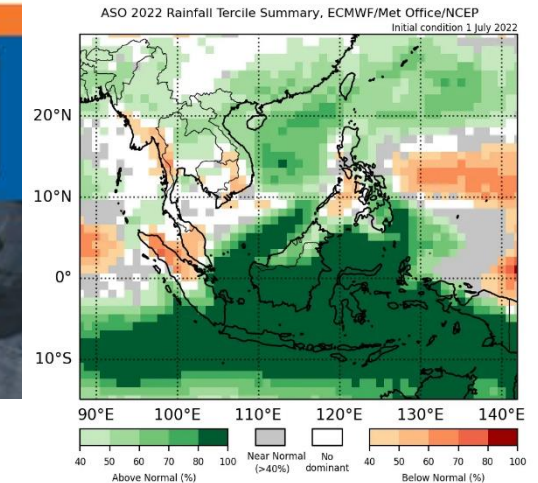 ASO 2022 Rainfall Tercile Summary, ECMWF/Met Office/NCEP
Initial condition 1 July 2022
20°N
10°N
0°
10°S
90°E 100°E 110°E 120°E 130°E 140°E
40 50 60 70 80 100
Above Normal (%)
Near Normal
(>40%)
No
dominant
40 50 60 70 80 100
Below Normal (%)